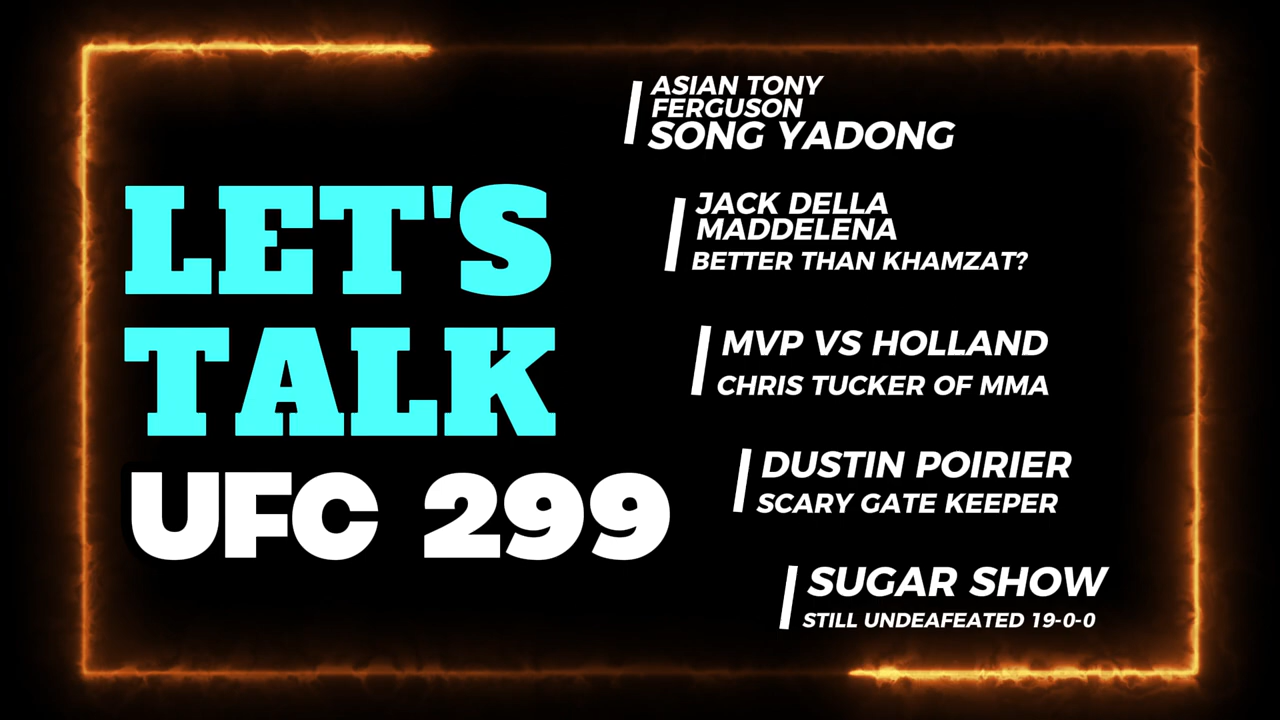 LET'S
TALK
UFC 299
ASIAN TONY
FERGUSON
SONG YADONG
JACK DELLA
MADDELENA
BETTER THAN KHAMZAT?
MVP VS HOLLAND
CHRIS TUCKER OF MMA
DUSTIN POIRIER
SCARY GATE KEEPER
SUGAR SHOW
STILL UNDEAFEATED 19-0-0